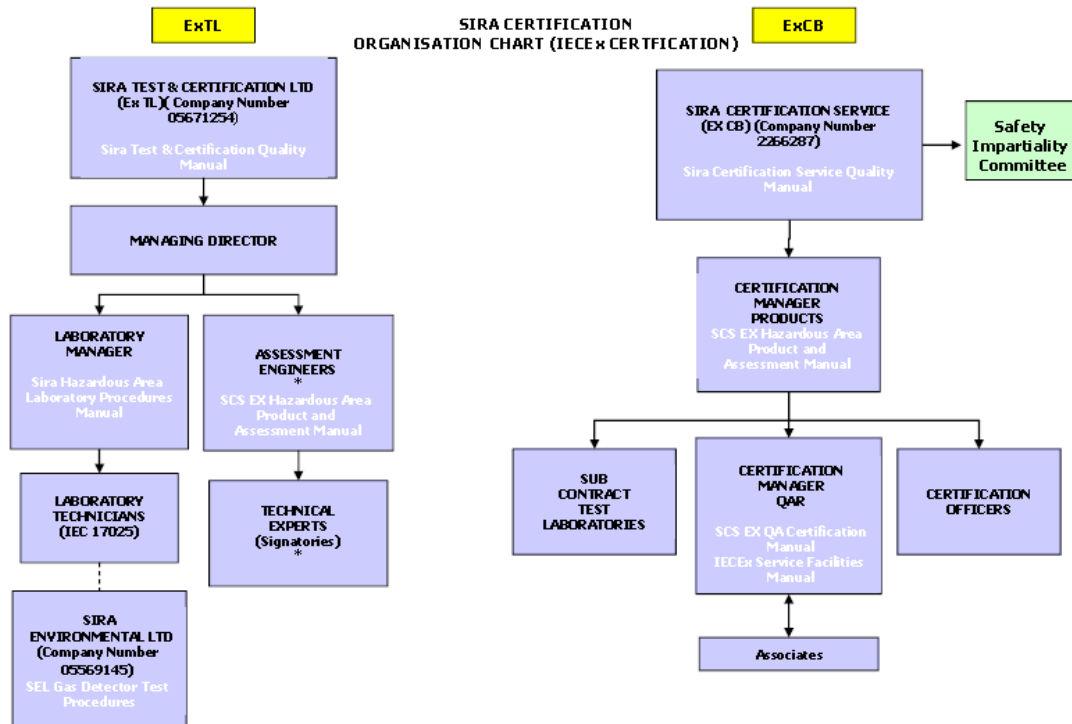 ExTL
SIRA CERTIFICATION
ORGANISATION CHART (IECEx CERTFICATION)
ExCB
SIRA TEST & CERTIFICATION LTD
(Ex TL)( Company Number
05671254)
Sira Test & Certification Quality
Manual
MANAGING DIRECTOR
LABORATORY
MANAGER
Sira Hazardous Area
Laboratory Procedures
Manual
ASSESSMENT
ENGINEERS
*
SCS EX Hazardous Area
Product and
Assessment Manual
LABORATORY
TECHNICIANS
(IEC 17025)
TECHNICAL
EXPERTS
(Signatories)
*
SIRA
ENVIRONMENTAL LTD
(Company Number
05569145)
SEL Gas Detector Test
Procedures
SIRA CERTIFICATION SERVICE
(EX CB) (Company Number
2266287)
Sira Certification Service Quality
Manual
Safety
Impartiality
Committee
CERTIFICATION
MANAGER
PRODUCTS
SCS EX Hazardous Area
Product and
Assessment Manual
SUB
CONTRACT
TEST
LABORATORIES
CERTIFICATION
MANAGER
QAR
SCS EX QA Certification
Manual
IECEx Service Facilities
Manual
CERTIFICATION
OFFICERS
Associates